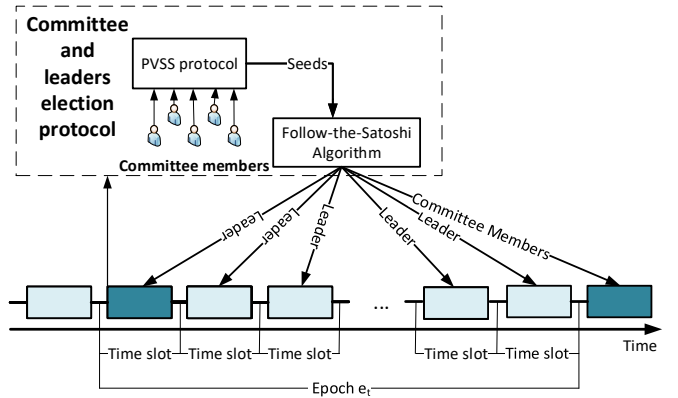 Committee
and
leaders
election
protocol
PVSS protocol
Seeds
Follow-the-Satoshi
Algorithm
Committee members
Leader
Leader
Leader
Leader
Leader
Committee Members
...
Time
Time slot
Time slot
Time slot
Time slot
Time slot
Epoch et